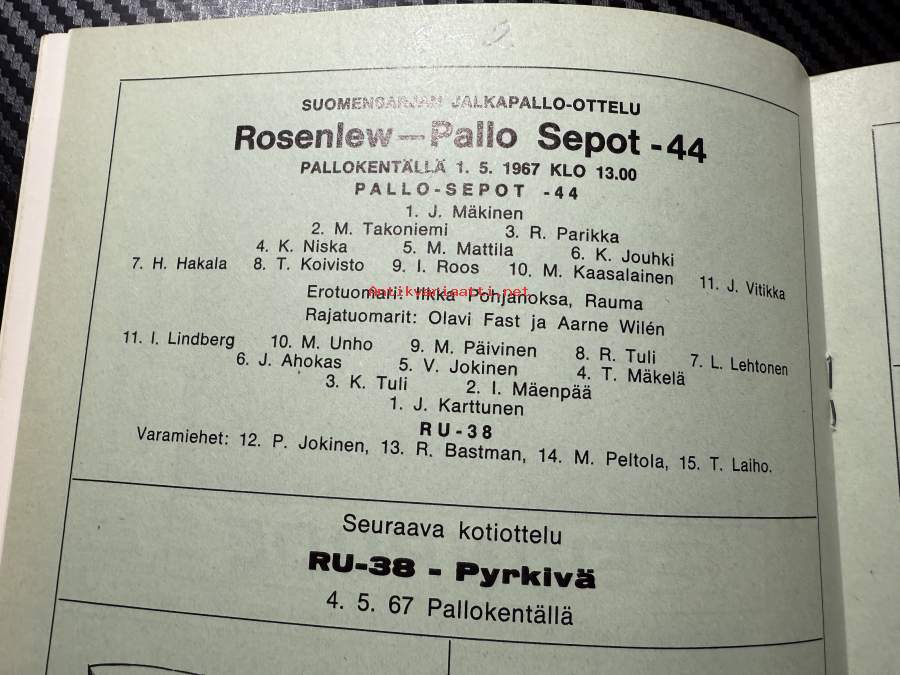 SUOMENSARJAN JALKAPALLO-OTTELU
Rosenlew—Pallo Sepot -44
PALLOKENTÄLLÄ 1. 5. 1967 KLO 13.00
PALLO-SEPOT -44
1. J. Mäkinen
2. M. Takoniemi 3. R. Parikka
4. K. Niska 5. M. Mattila 6. K. Jouhki
7. H. Hakala 8. T. Koivisto 9. I. Roos 10. M. Kaasalainen 11. J. Vitikka
Antikvariaatti.net
Erotuomari: Ilkka Pohjanoksa, Rauma
Rajatuomarit: Olavi Fast ja Aarne Wilén
11. I. Lindberg 10. M. Unho 9. M. Päivinen 8. R. Tuli 7. L. Lehtonen
6. J. Ahokas 5. V. Jokinen 4. T. Mäkelä
3. K. Tuli 2. I. Mäenpää
1. J. Karttunen
RU-38
Varamiehet: 12. P. Jokinen, 13. R. Bastman, 14. M. Peltola, 15. T. Laiho.
Seuraava kotiottelu
RU-38 - Pyrkivä
4. 5. 67 Pallokentällä